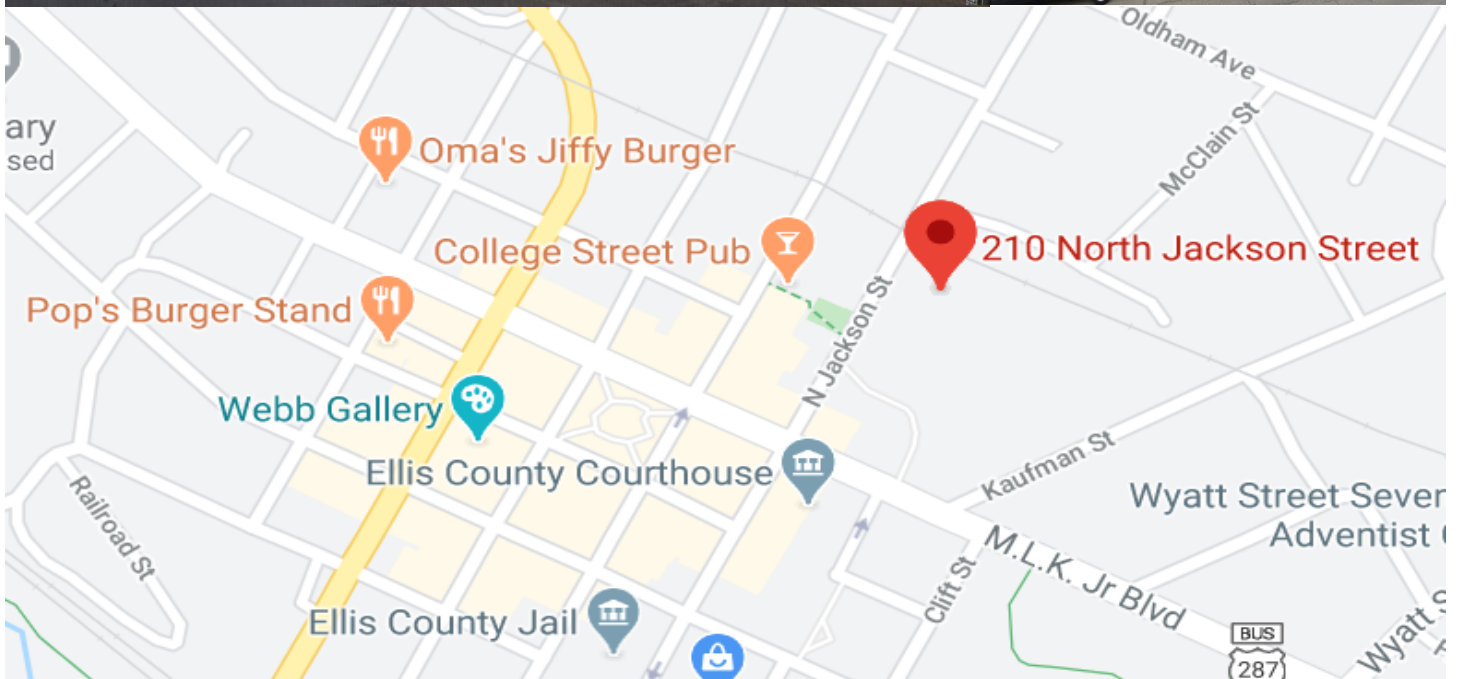 Oldham Ave
ary
sed
Oma's Jiffy Burger
McClain St
College Street Pub
210 North Jackson Street
Pop's Burger Stand
N Jackson St
Webb Gallery
Ellis County Courthouse
Kaufman St
Railroad St
Wyatt Street Seven
Adventist
M.L.K. Jr Blvd
Clift St
Ellis County Jail
BUS
287
Wyatt S